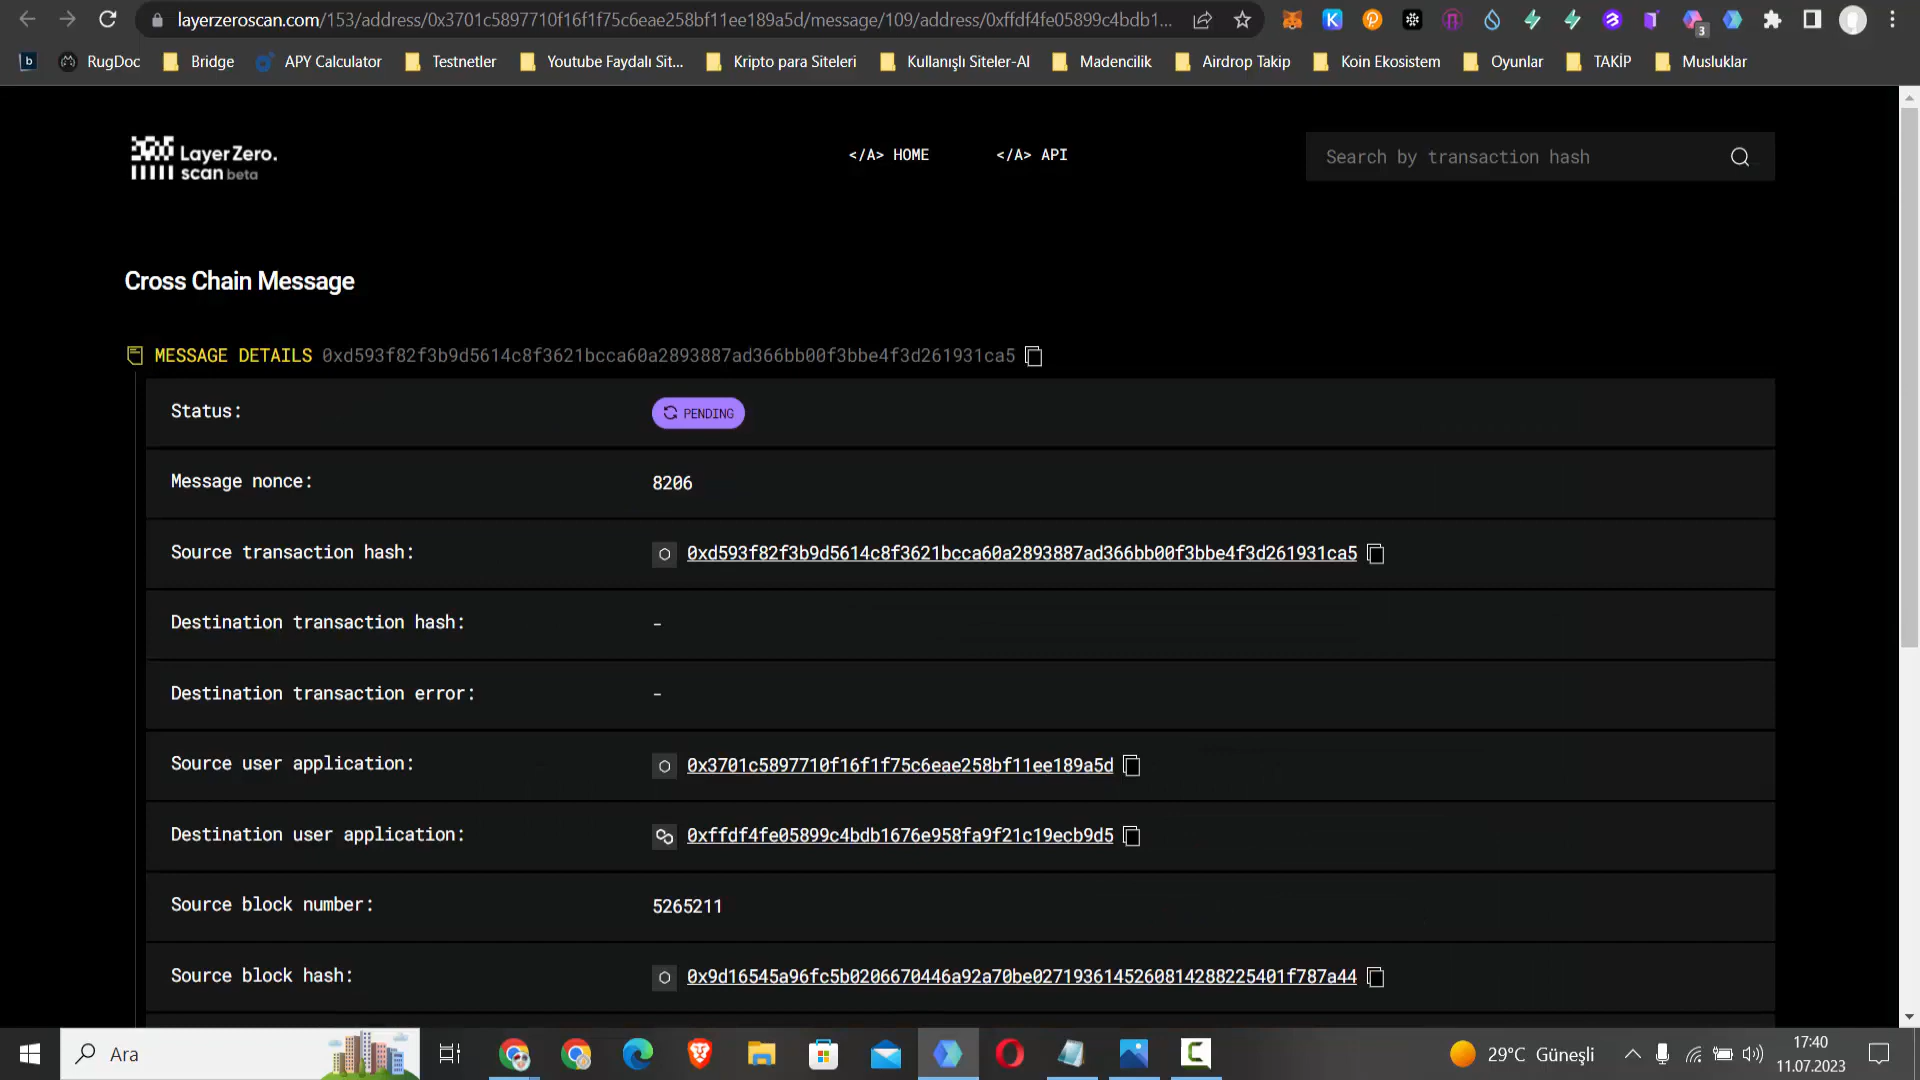 layerzeroscan.com/153/address/0x3701c5897710f16f1f75c6eae258bf11ee189a5d/message/109/address/0xffdf4fe05899c4bdb1...
3
b RugDoc Bridge APY Calculator Testnetler Youtube Faydalı Sit... Kripto para Siteleri Kullanışlı Siteler-AI Madencilik Airdrop Takip Koin Ekosistem Oyunlar TAKİP Musluklar
LayerZero.
scan beta
</A> HOME </A> API
Search by transaction hash
Cross Chain Message
MESSAGE DETAILS 0xd593f82f3b9d5614c8f3621bcca60a2893887ad366bb00f3bbe4f3d261931ca5
Status: PENDING
Message nonce: 8206
Source transaction hash: 0xd593f82f3b9d5614c8f3621bcca60a2893887ad366bb00f3bbe4f3d261931ca5
Destination transaction hash: -
Destination transaction error: -
Source user application: 0x3701c5897710f16f1f75c6eae258bf11ee189a5d
Destination user application: 0xffdf4fe05899c4bdb1676e958fa9f21c19ecb9d5
Source block number: 5265211
Source block hash: 0x9d16545a96fc5b0206670446a92a70be0271936145260814288225401f787a44
Ara
29°C Güneşli
17:40
11.07.2023